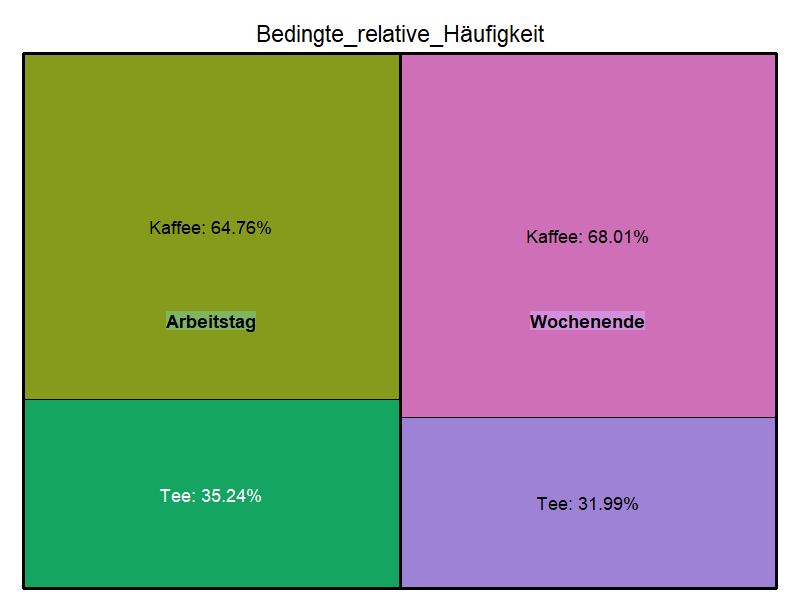 Bedingte_relative_Häufigkeit
Kaffee: 64.76%
Arbeitstag
Tee: 35.24%
Kaffee: 68.01%
Wochenende
Tee: 31.99%